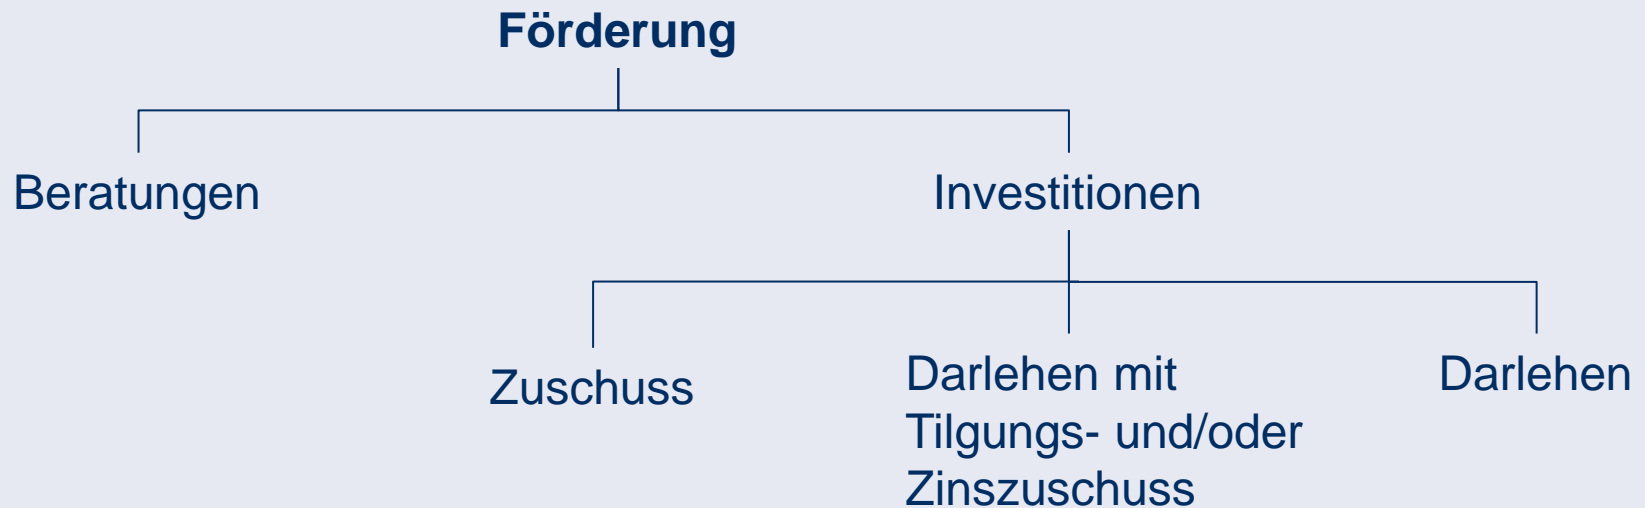 Förderung
Beratungen
Investitionen
Zuschuss
Darlehen mit
Tilgungs- und/oder
Zinszuschuss
Darlehen